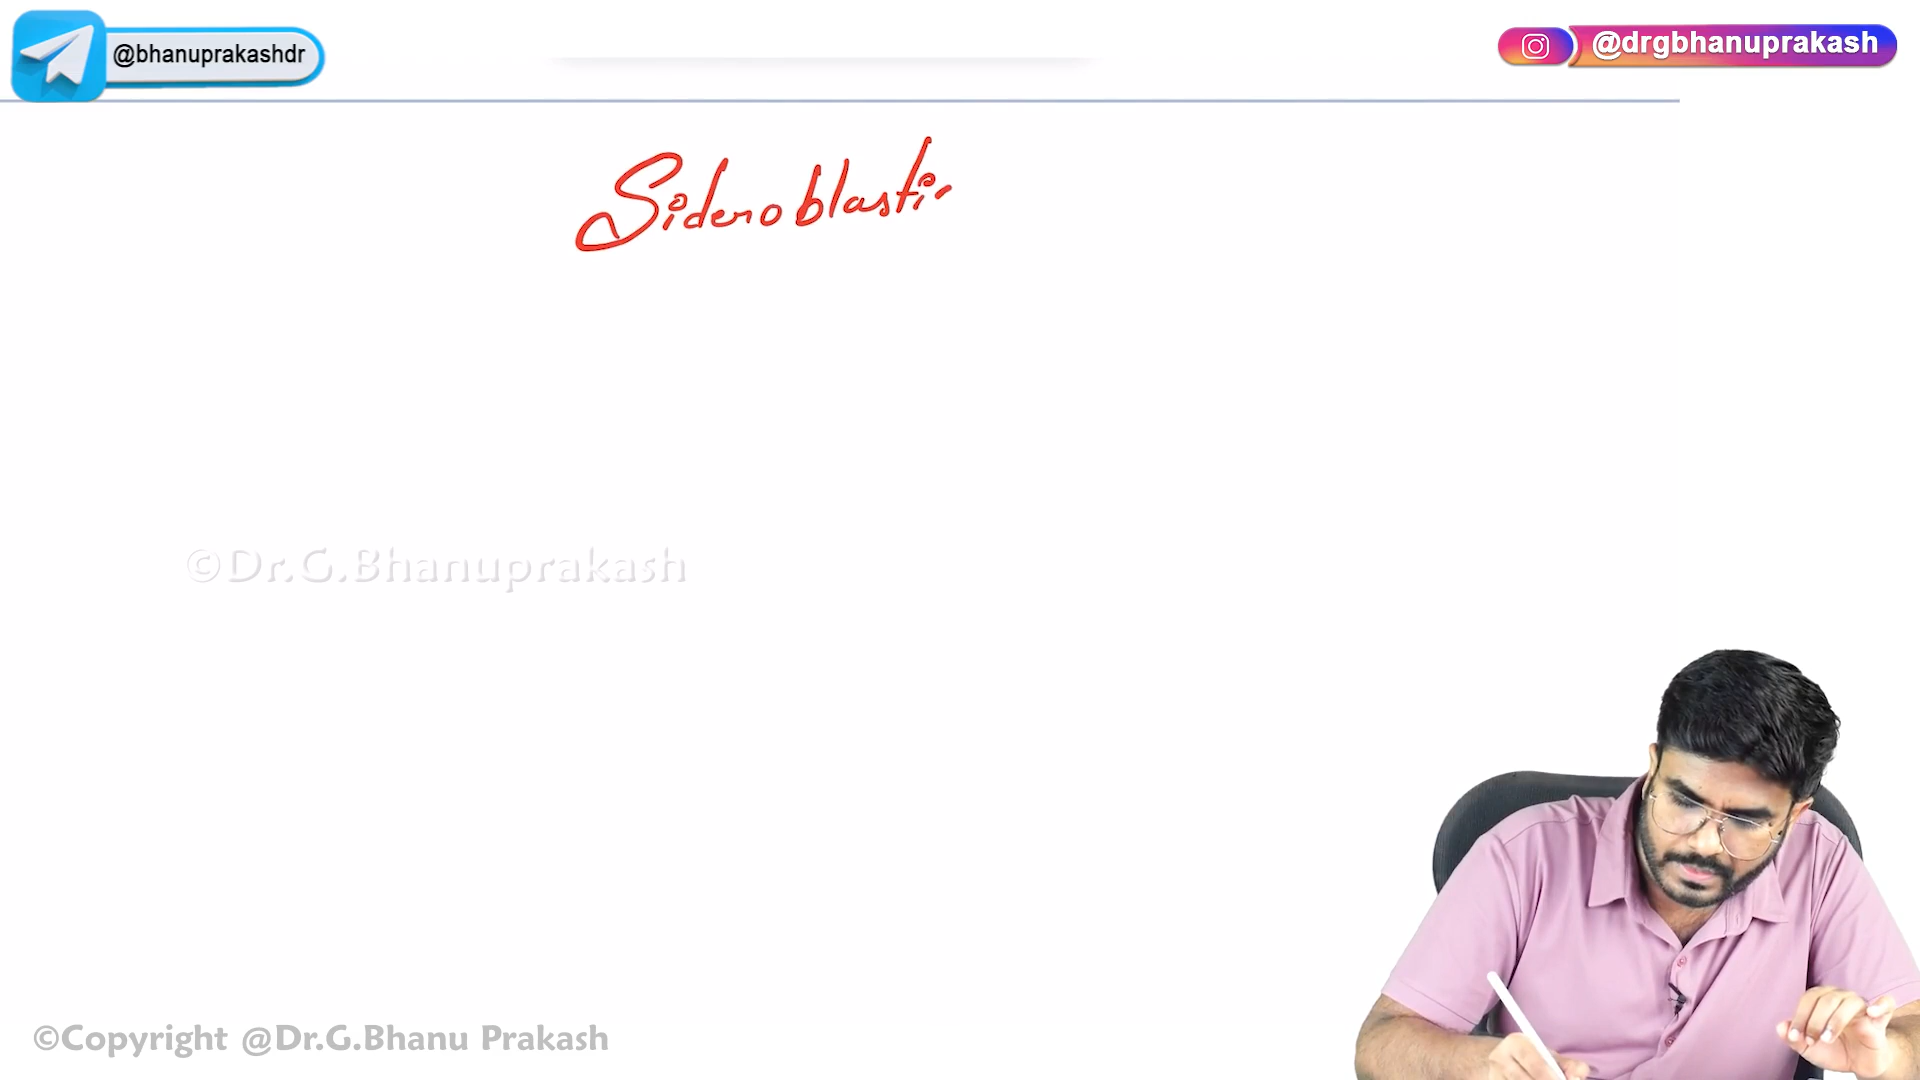 @bhanuprakashdr
@drgbhanuprakash
Sideroblastic
©Dr.G.Bhanuprakash
©Copyright @Dr.G.Bhanu Prakash